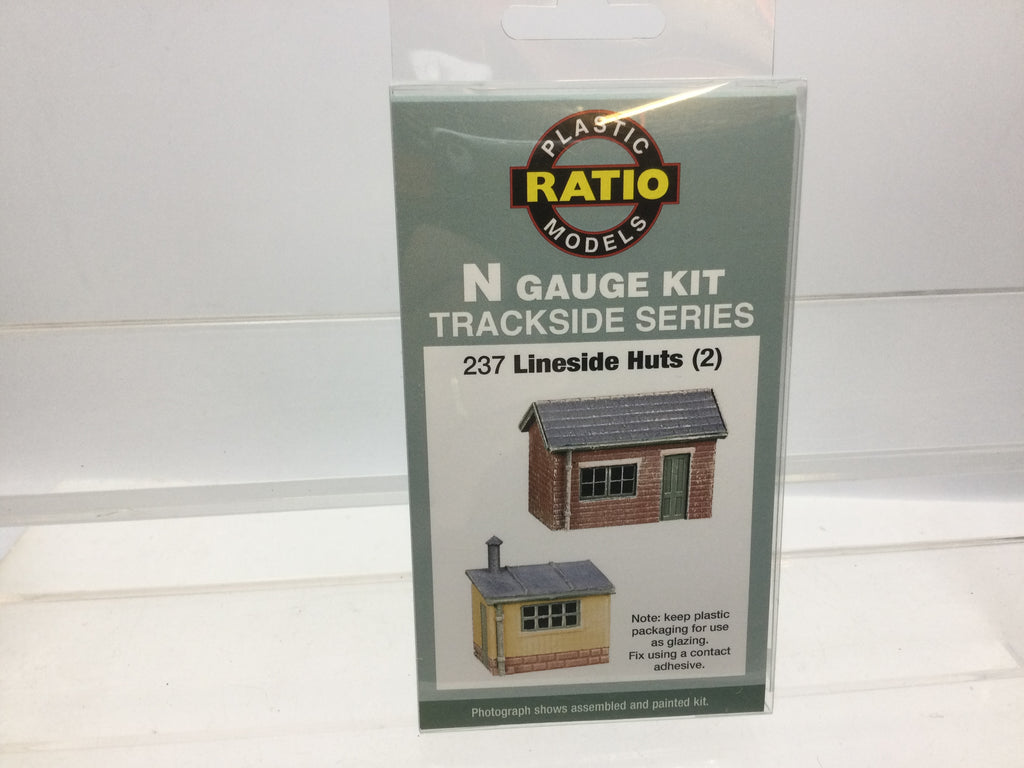 PLASTIC
RATIO
MODELS
N GAUGE KIT
TRACKSIDE SERIES
237 Lineside Huts (2)
Note: keep plastic
packaging for use
as glazing.
Fix using a contact
adhesive.
Photograph shows assembled and painted kit.